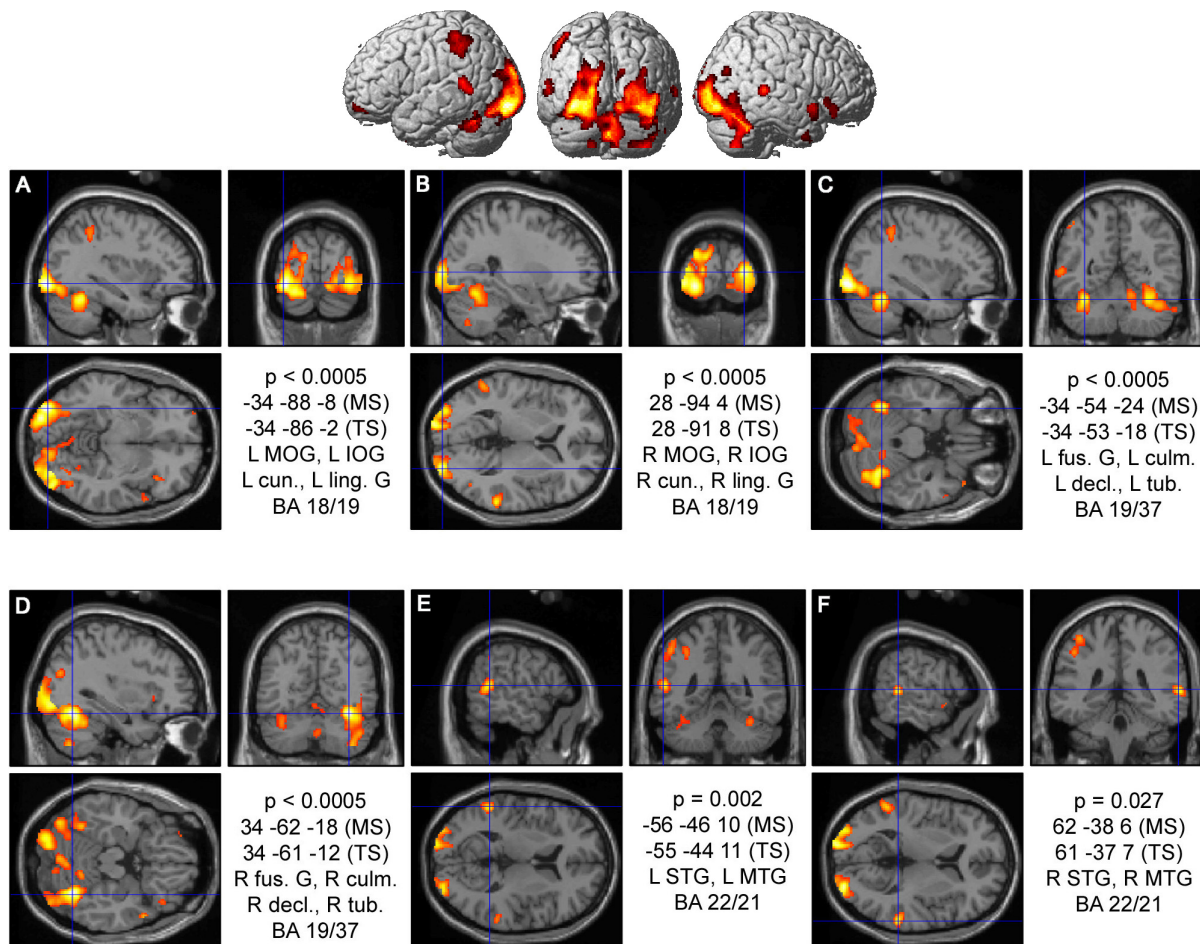 A
p < 0.0005
-34 -88 -8 (MS)
-34 -86 -2 (TS)
L MOG, L IOG
L cun., L ling. G
BA 18/19
B
p < 0.0005
28 -94 4 (MS)
28 -91 8 (TS)
R MOG, R IOG
R cun., R ling. G
BA 18/19
C
p < 0.0005
-34 -54 -24 (MS)
-34 -53 -18 (TS)
L fus. G, L culm.
L decl., L tub.
BA 19/37
D
p < 0.0005
34 -62 -18 (MS)
34 -61 -12 (TS)
R fus. G, R culm.
R decl., R tub.
BA 19/37
E
p = 0.002
-56 -46 10 (MS)
-55 -44 11 (TS)
L STG, L MTG
BA 22/21
F
p = 0.027
62 -38 6 (MS)
61 -37 7 (TS)
R STG, R MTG
BA 22/21